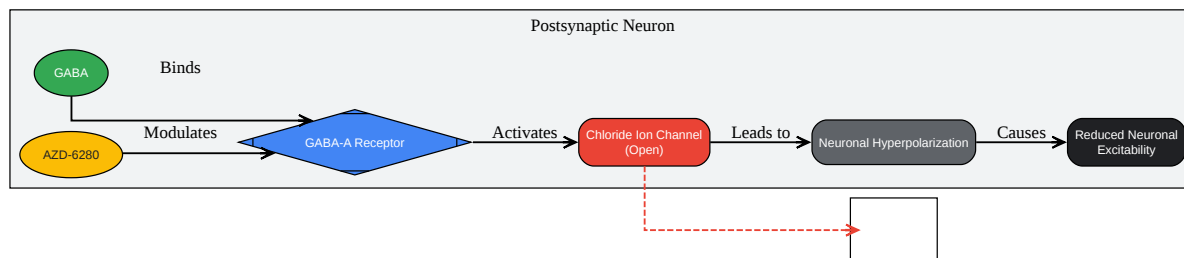 Postsynaptic Neuron
GABA
Binds
AZD-6280
Modulates
GABA-A Receptor
Activates
Chloride Ion Channel
(Open)
Leads to
Neuronal Hyperpolarization
Causes
Reduced Neuronal
Excitability